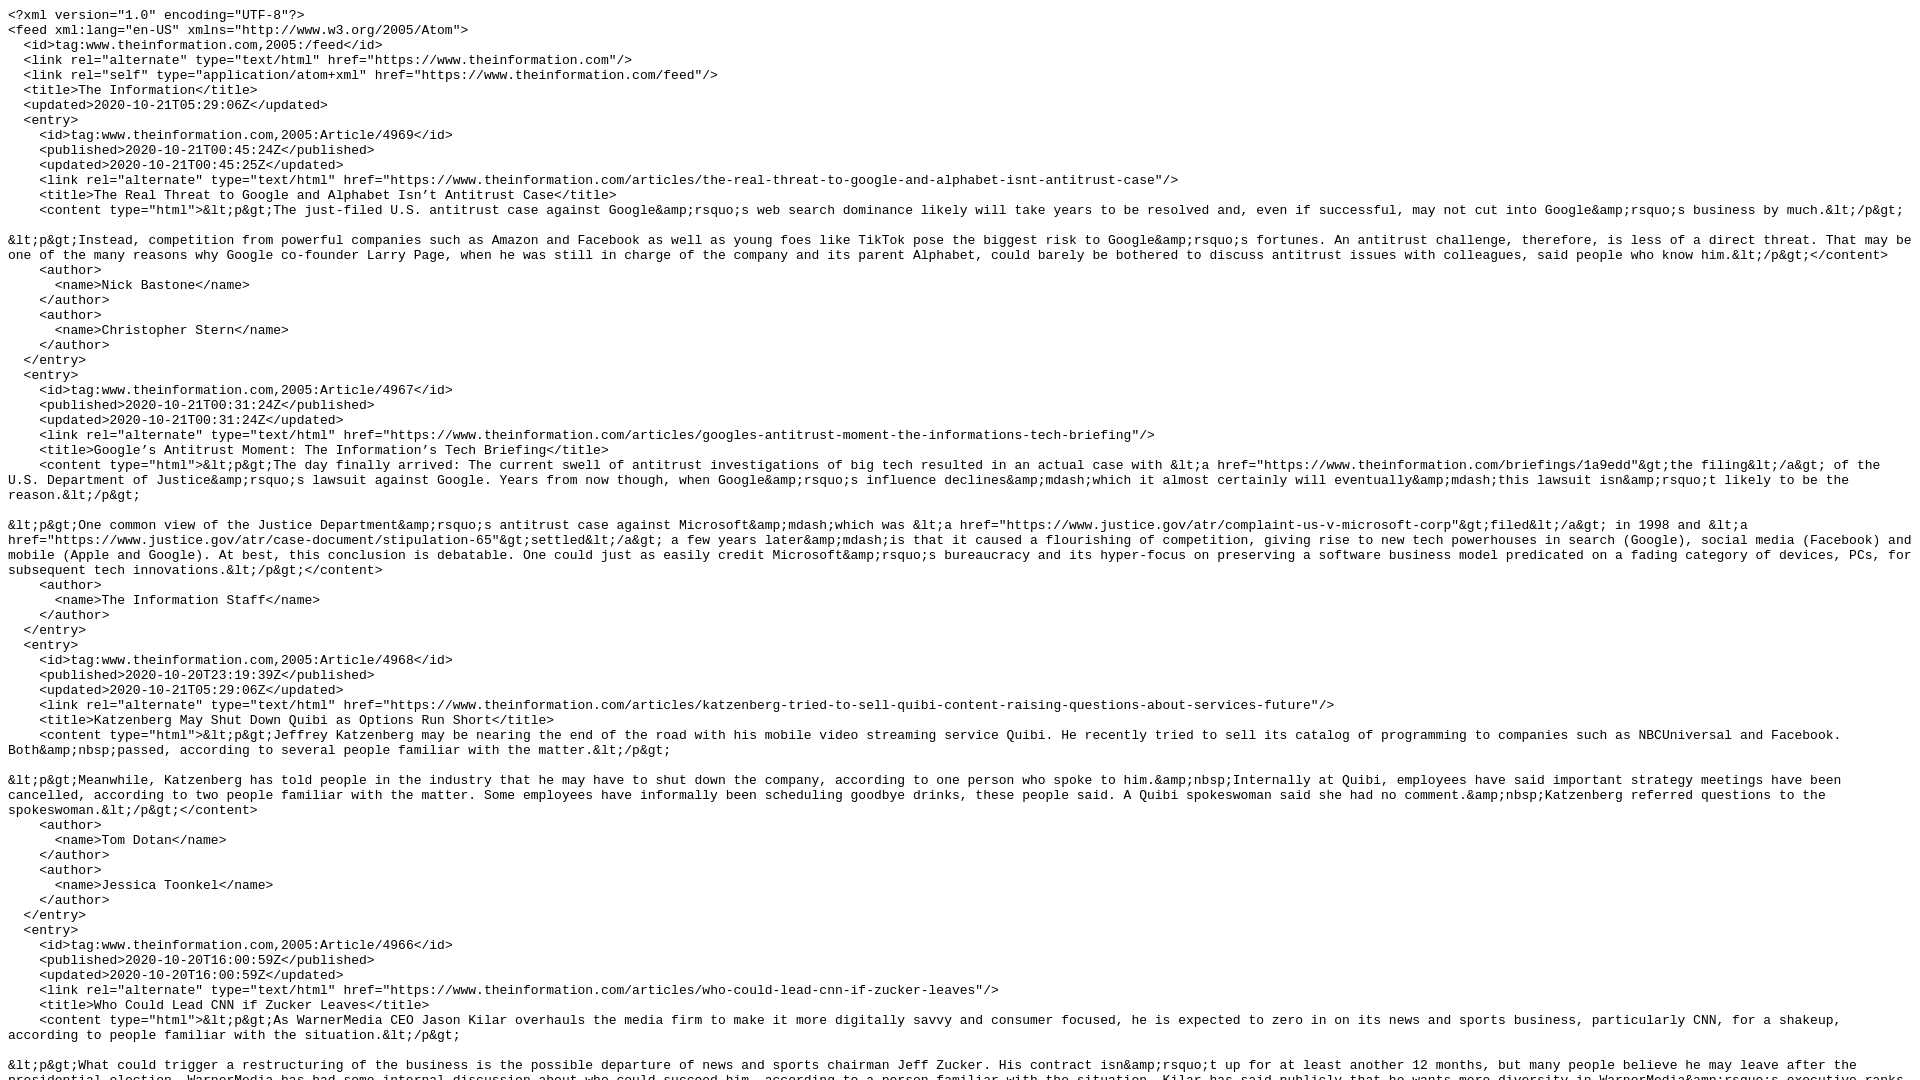 <?xml version="1.0" encoding="UTF-8"?>
<feed xml:lang="en-US" xmlns="http://www.w3.org/2005/Atom">
  <id>tag:www.theinformation.com,2005:/feed</id>
  <link rel="alternate" type="text/html" href="https://www.theinformation.com"/>
  <link rel="self" type="application/atom+xml" href="https://www.theinformation.com/feed"/>
  <title>The Information</title>
  <updated>2020-10-21T05:29:06Z</updated>
  <entry>
    <id>tag:www.theinformation.com,2005:Article/4969</id>
    <published>2020-10-21T00:45:24Z</published>
    <updated>2020-10-21T00:45:25Z</updated>
    <link rel="alternate" type="text/html" href="https://www.theinformation.com/articles/the-real-threat-to-google-and-alphabet-isnt-antitrust-case"/>
    <title>The Real Threat to Google and Alphabet Isn’t Antitrust Case</title>
    <content type="html">&lt;p&gt;The just-filed U.S. antitrust case against Google&amp;rsquo;s web search dominance likely will take years to be resolved and, even if successful, may not cut into Google&amp;rsquo;s business by much.&lt;/p&gt;

&lt;p&gt;Instead, competition from powerful companies such as Amazon and Facebook as well as young foes like TikTok pose the biggest risk to Google&amp;rsquo;s fortunes. An antitrust challenge, therefore, is less of a direct threat. That may be
one of the many reasons why Google co-founder Larry Page, when he was still in charge of the company and its parent Alphabet, could barely be bothered to discuss antitrust issues with colleagues, said people who know him.&lt;/p&gt;</content>
    <author>
      <name>Nick Bastone</name>
    </author>
    <author>
      <name>Christopher Stern</name>
    </author>
  </entry>
  <entry>
    <id>tag:www.theinformation.com,2005:Article/4967</id>
    <published>2020-10-21T00:31:24Z</published>
    <updated>2020-10-21T00:31:24Z</updated>
    <link rel="alternate" type="text/html" href="https://www.theinformation.com/articles/googles-antitrust-moment-the-informations-tech-briefing"/>
    <title>Google’s Antitrust Moment: The Information’s Tech Briefing</title>
    <content type="html">&lt;p&gt;The day finally arrived: The current swell of antitrust investigations of big tech resulted in an actual case with &lt;a href="https://www.theinformation.com/briefings/1a9edd"&gt;the filing&lt;/a&gt; of the
U.S. Department of Justice&amp;rsquo;s lawsuit against Google. Years from now though, when Google&amp;rsquo;s influence declines&amp;mdash;which it almost certainly will eventually&amp;mdash;this lawsuit isn&amp;rsquo;t likely to be the
reason.&lt;/p&gt;

&lt;p&gt;One common view of the Justice Department&amp;rsquo;s antitrust case against Microsoft&amp;mdash;which was &lt;a href="https://www.justice.gov/atr/complaint-us-v-microsoft-corp"&gt;filed&lt;/a&gt; in 1998 and &lt;a
href="https://www.justice.gov/atr/case-document/stipulation-65"&gt;settled&lt;/a&gt; a few years later&amp;mdash;is that it caused a flourishing of competition, giving rise to new tech powerhouses in search (Google), social media (Facebook) and
mobile (Apple and Google). At best, this conclusion is debatable. One could just as easily credit Microsoft&amp;rsquo;s bureaucracy and its hyper-focus on preserving a software business model predicated on a fading category of devices, PCs, for
subsequent tech innovations.&lt;/p&gt;</content>
    <author>
      <name>The Information Staff</name>
    </author>
  </entry>
  <entry>
    <id>tag:www.theinformation.com,2005:Article/4968</id>
    <published>2020-10-20T23:19:39Z</published>
    <updated>2020-10-21T05:29:06Z</updated>
    <link rel="alternate" type="text/html" href="https://www.theinformation.com/articles/katzenberg-tried-to-sell-quibi-content-raising-questions-about-services-future"/>
    <title>Katzenberg May Shut Down Quibi as Options Run Short</title>
    <content type="html">&lt;p&gt;Jeffrey Katzenberg may be nearing the end of the road with his mobile video streaming service Quibi. He recently tried to sell its catalog of programming to companies such as NBCUniversal and Facebook.
Both&amp;nbsp;passed, according to several people familiar with the matter.&lt;/p&gt;

&lt;p&gt;Meanwhile, Katzenberg has told people in the industry that he may have to shut down the company, according to one person who spoke to him.&amp;nbsp;Internally at Quibi, employees have said important strategy meetings have been
cancelled, according to two people familiar with the matter. Some employees have informally been scheduling goodbye drinks, these people said. A Quibi spokeswoman said she had no comment.&amp;nbsp;Katzenberg referred questions to the
spokeswoman.&lt;/p&gt;</content>
    <author>
      <name>Tom Dotan</name>
    </author>
    <author>
      <name>Jessica Toonkel</name>
    </author>
  </entry>
  <entry>
    <id>tag:www.theinformation.com,2005:Article/4966</id>
    <published>2020-10-20T16:00:59Z</published>
    <updated>2020-10-20T16:00:59Z</updated>
    <link rel="alternate" type="text/html" href="https://www.theinformation.com/articles/who-could-lead-cnn-if-zucker-leaves"/>
    <title>Who Could Lead CNN if Zucker Leaves</title>
    <content type="html">&lt;p&gt;As WarnerMedia CEO Jason Kilar overhauls the media firm to make it more digitally savvy and consumer focused, he is expected to zero in on its news and sports business, particularly CNN, for a shakeup,
according to people familiar with the situation.&lt;/p&gt;

&lt;p&gt;What could trigger a restructuring of the business is the possible departure of news and sports chairman Jeff Zucker. His contract isn&amp;rsquo;t up for at least another 12 months, but many people believe he may leave after the
presidential election. WarnerMedia has had some internal discussion about who could succeed him, according to a person familiar with the situation. Kilar has said publicly that he wants more diversity in WarnerMedia&amp;rsquo;s executive ranks